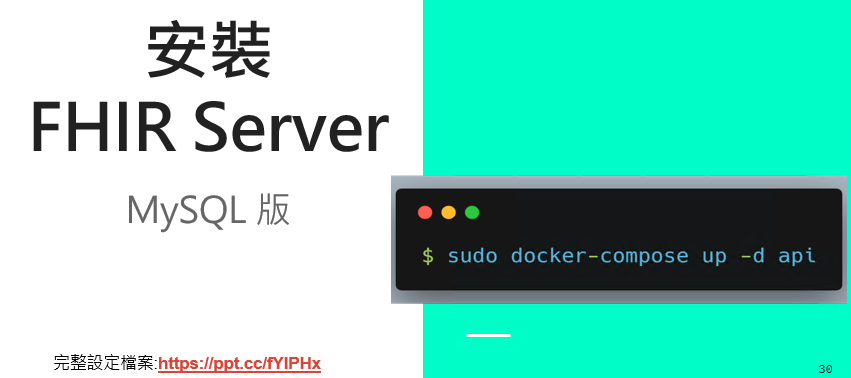 安裝
FHIR Server
MySQL 版
$ sudo docker-compose up -d api
完整設定檔案:https://ppt.cc/fYIPHx
30